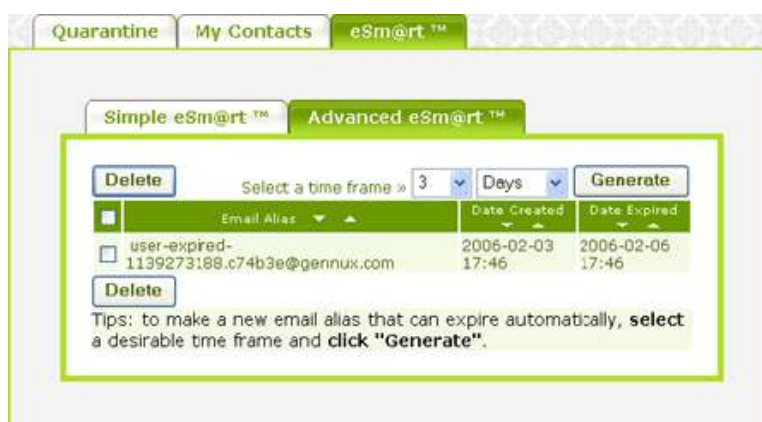 Quarantine My Contacts eSm@rt ™
Simple eSm@rt ™ Advanced eSm@rt ™
Delete Select a time frame » 3 Days Generate
Email Alias Date Created Date Expired
user-expired- 2006-02-03 2006-02-06
1139273188.c74b3e@gennux.com 17:46 17:46
Delete
Tips: to make a new email alias that can expire automatically, select
a desirable time frame and click "Generate".